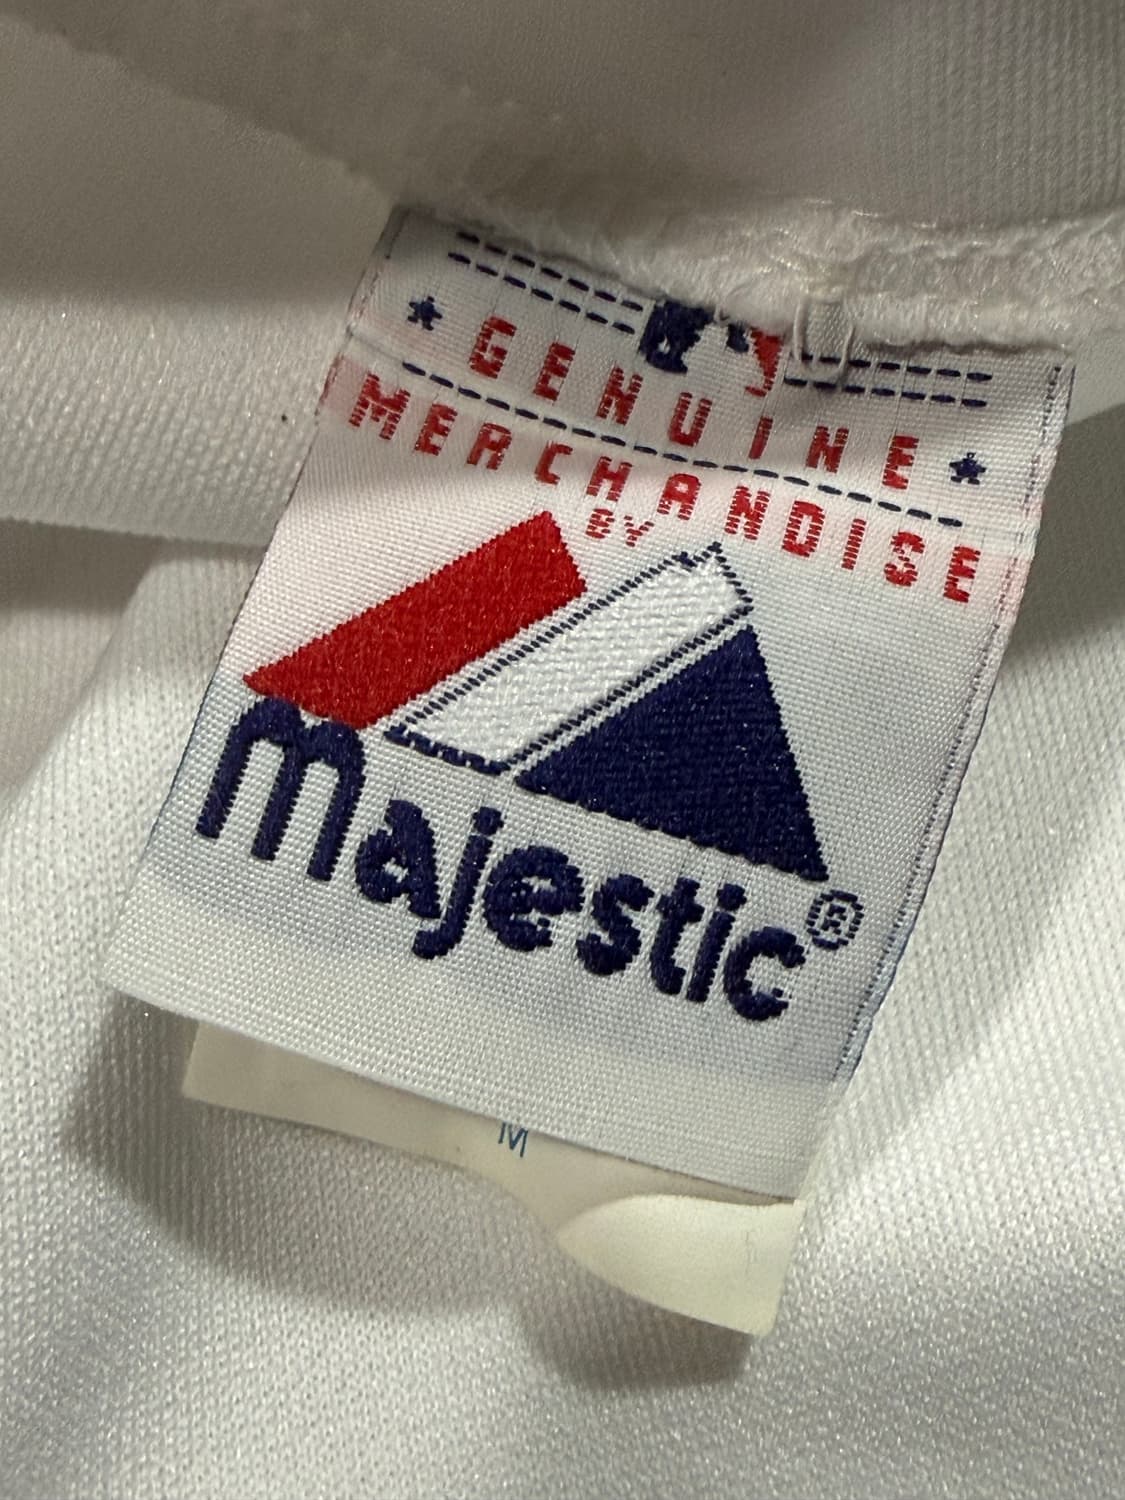 GENUINE
MERCHANDISE
BY
majestic®
M